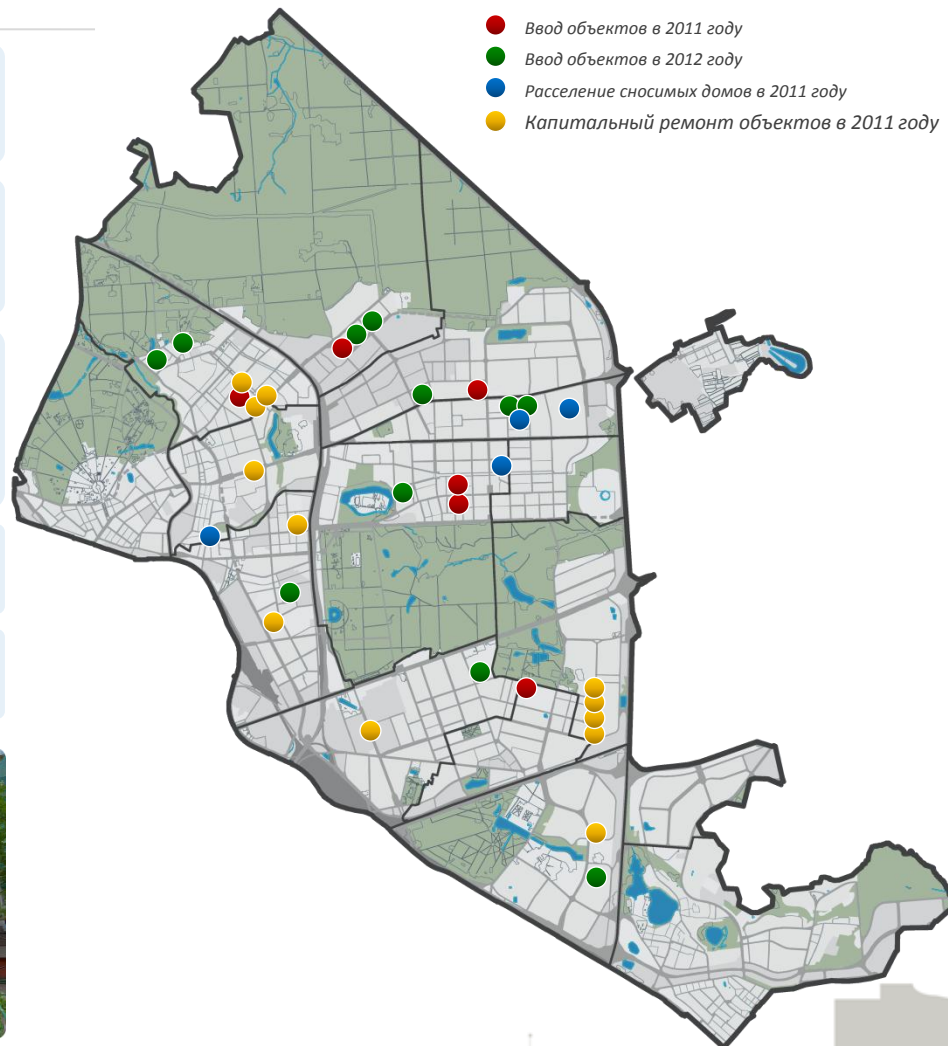 Ввод объектов в 2011 году
Ввод объектов в 2012 году
Расселение сносимых домов в 2011 году
Капитальный ремонт объектов в 2011 году